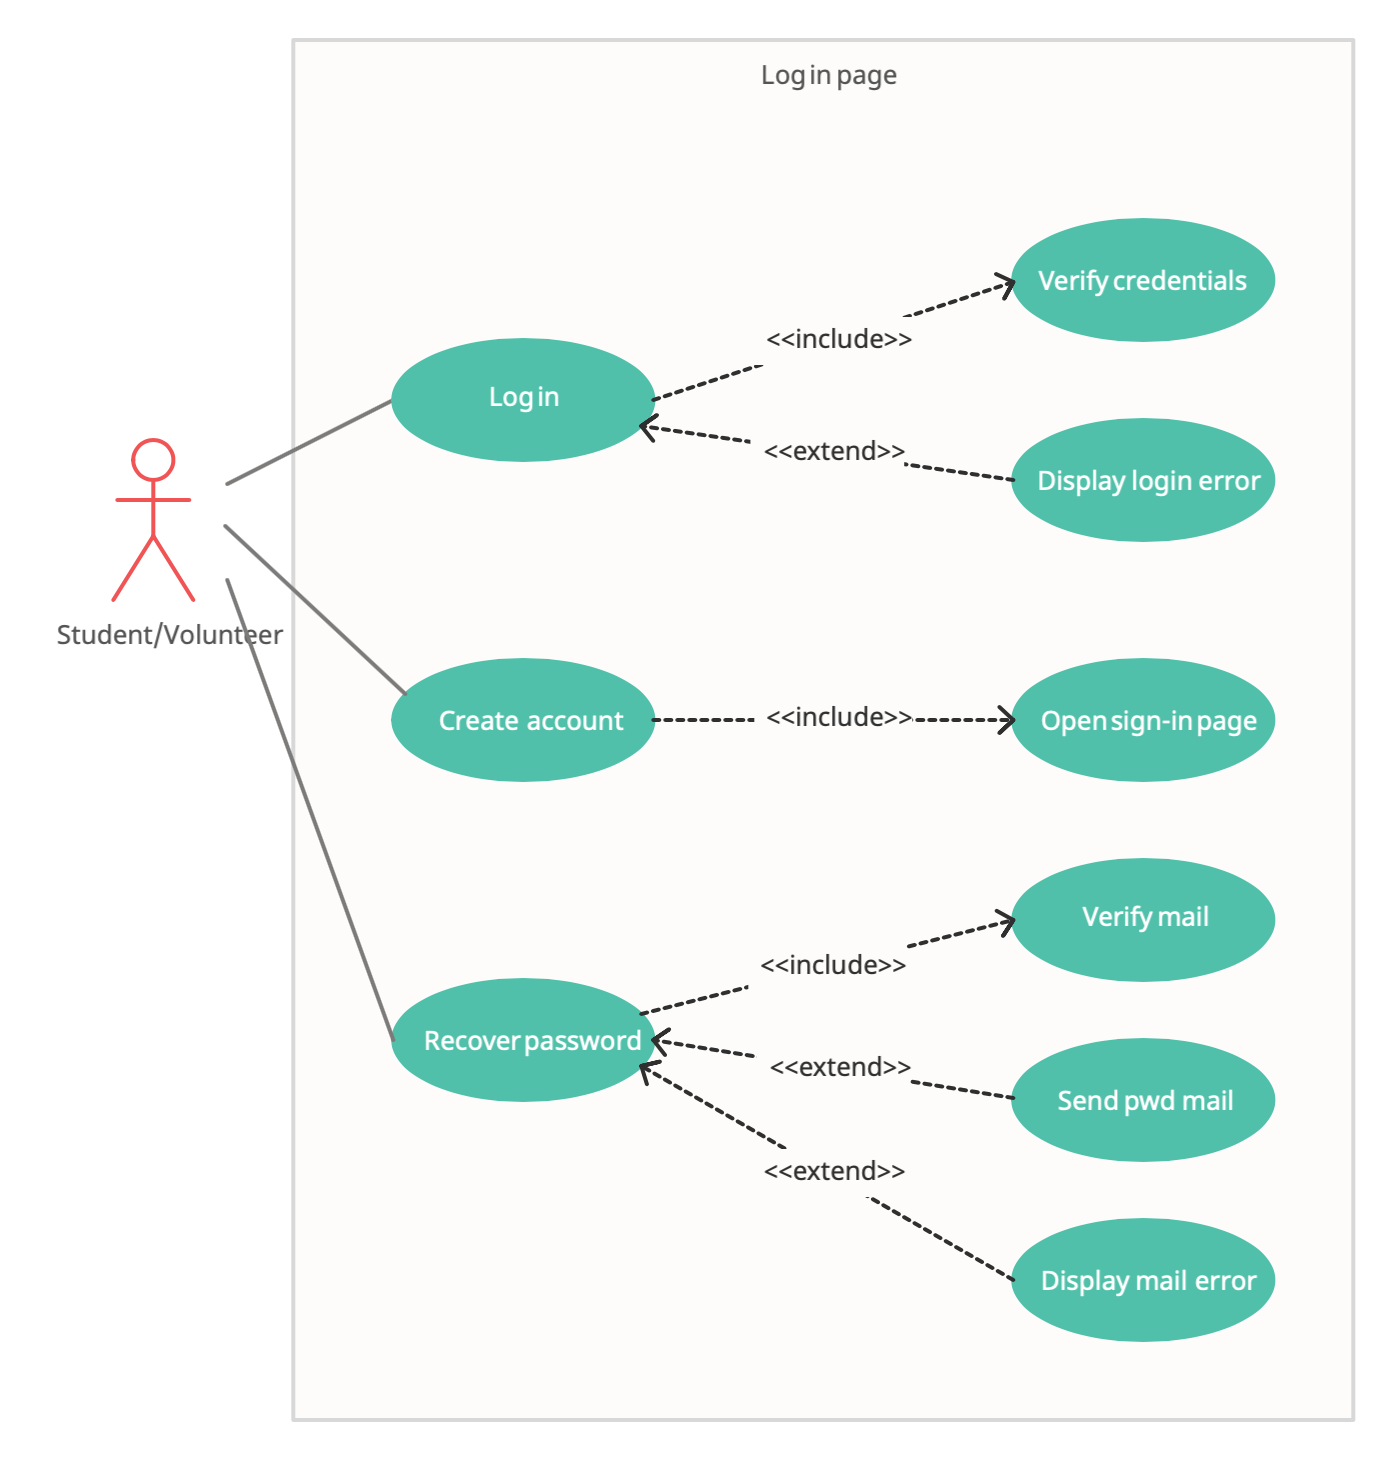 Log in page
Verify credentials
<<include>>
Log in
<<extend>>
Display login error
Student/Volunteer
Create account
<<include>>
Open sign-in page
Verify mail
<<include>>
Recover password
<<extend>>
Send pwd mail
<<extend>>
Display mail error